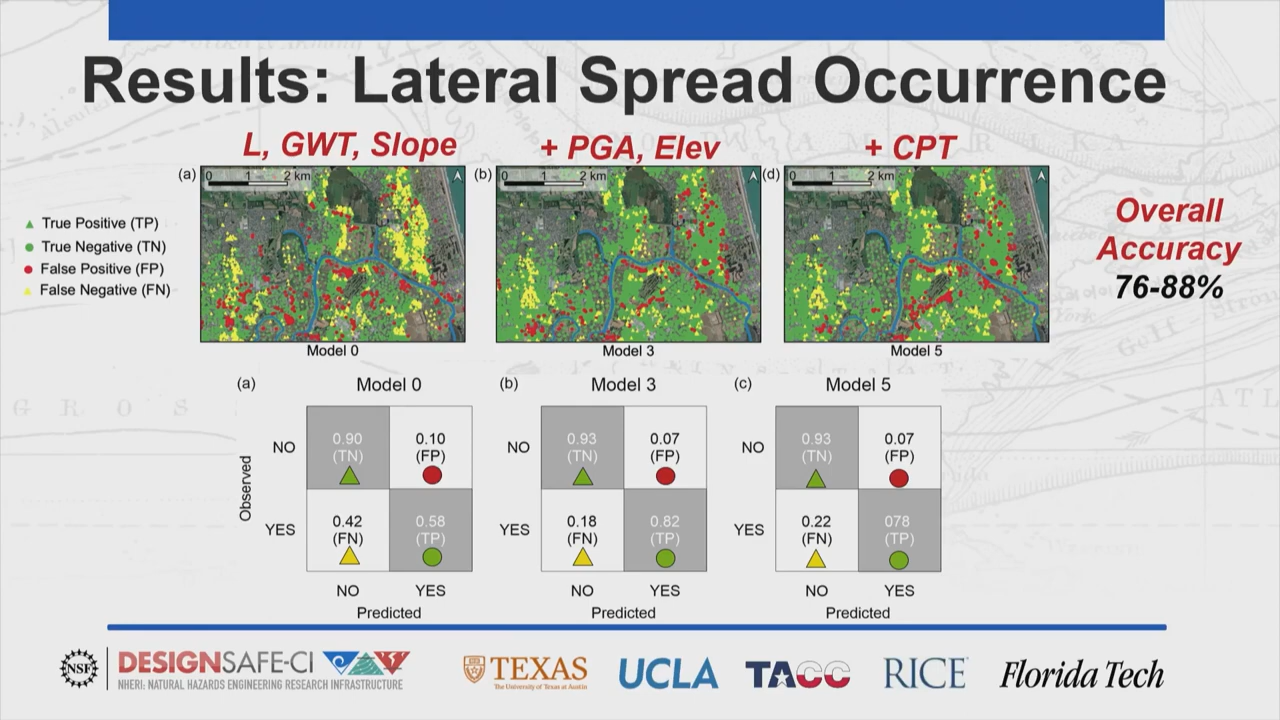 Results: Lateral Spread Occurrence
L, GWT, Slope
+ PGA, Elev
+ CPT
(a)
0 1 2 km
(b)
0 1 2 km
(d)
0 1 2 km
True Positive (TP)
True Negative (TN)
False Positive (FP)
False Negative (FN)
Overall
Accuracy
76-88%
Model 0
Model 3
Model 5
(a)
Model 0
(b)
Model 3
(c)
Model 5
Observed
NO
0.90
(TN)
0.10
(FP)
YES
0.42
(FN)
0.58
(TP)
NO
YES
Predicted
NO
0.93
(TN)
0.07
(FP)
YES
0.18
(FN)
0.82
(TP)
NO
YES
Predicted
NO
0.93
(TN)
0.07
(FP)
YES
0.22
(FN)
078
(TP)
NO
YES
Predicted
NSF
DESIGNSAFE-CI
NHERI: NATURAL HAZARDS ENGINEERING RESEARCH INFRASTRUCTURE
TEXAS
The University of Texas at Austin
UCLA
TACC
RICE
Florida Tech